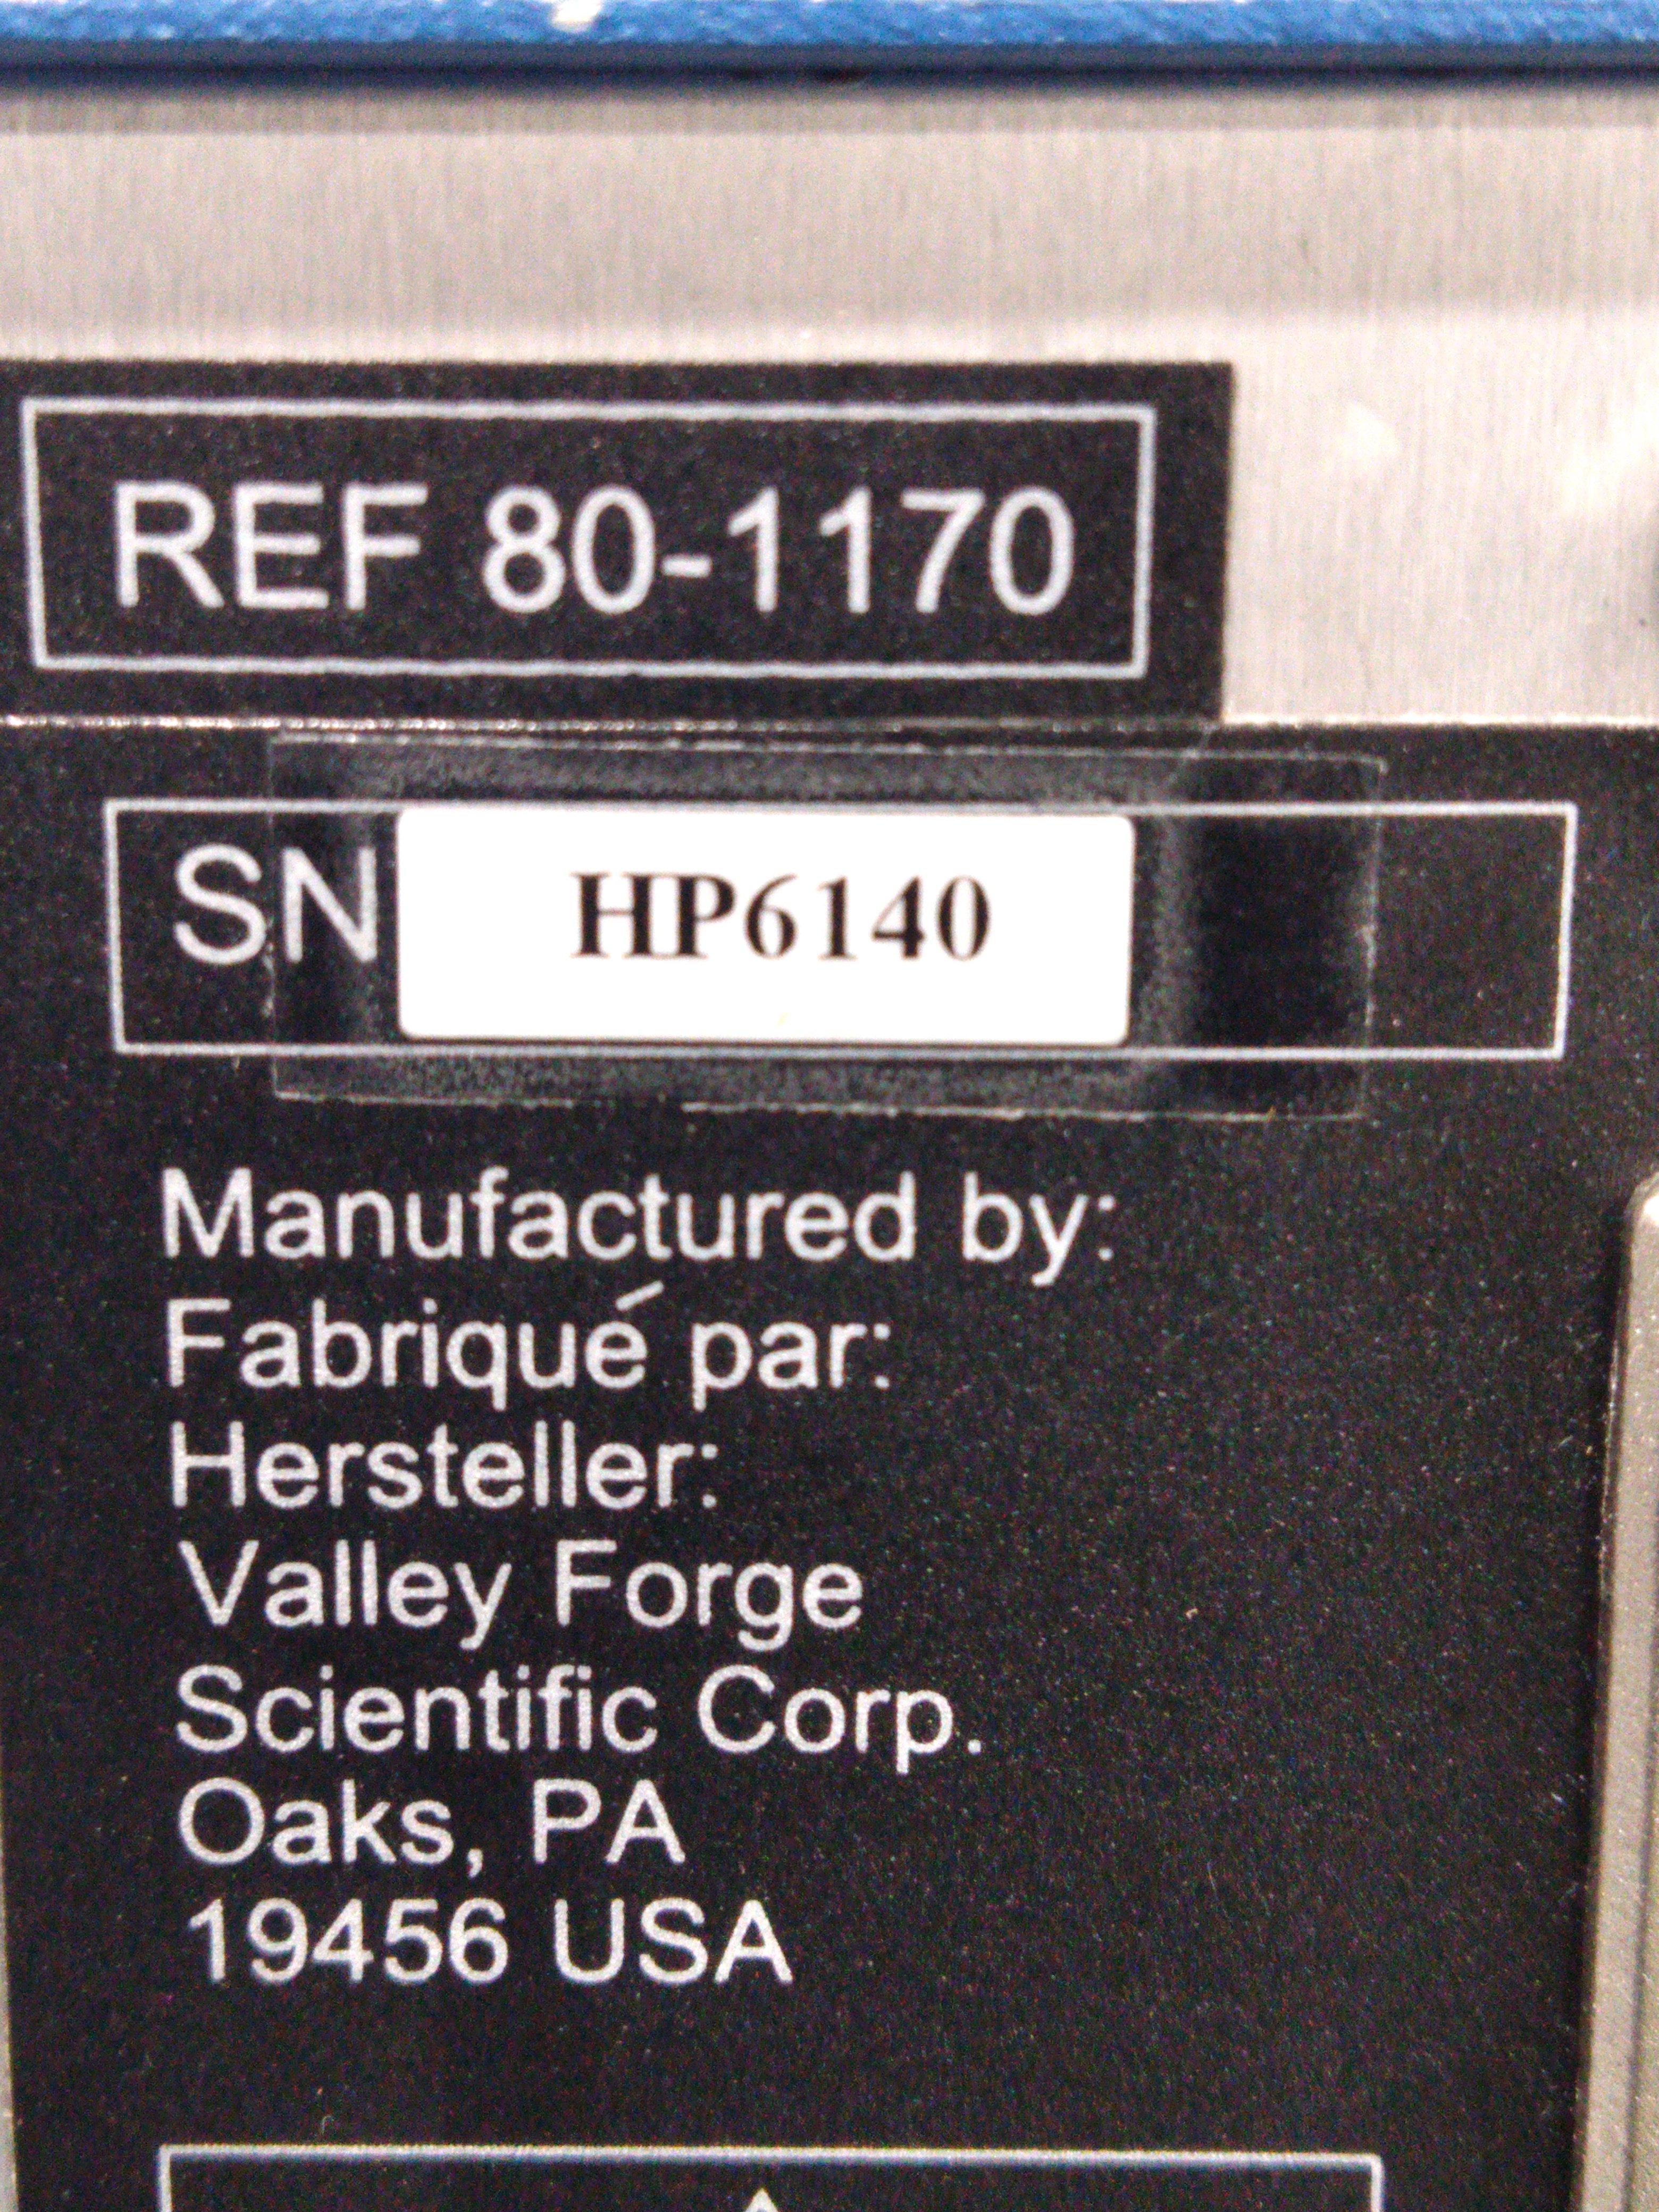 REF 80-1170
SN HP6140
Manufactured by:
Fabriqué par:
Hersteller:
Valley Forge
Scientific Corp.
Oaks, PA
19456 USA